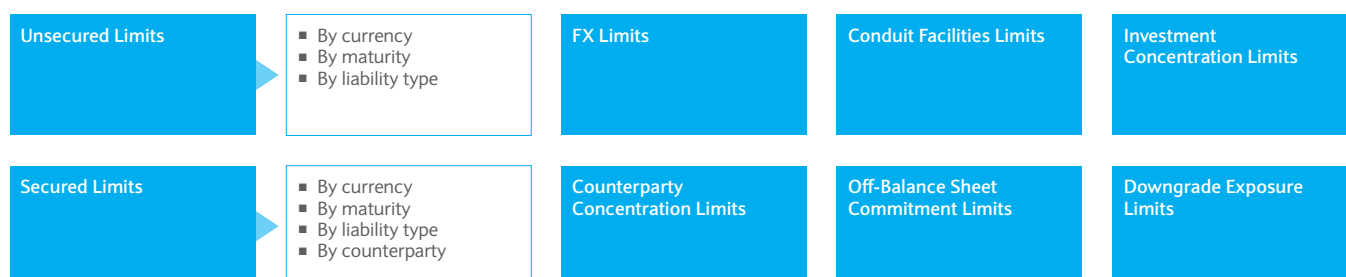 Unsecured Limits
■ By currency
■ By maturity
■ By liability type
FX Limits
Conduit Facilities Limits
Investment
Concentration Limits
Secured Limits
■ By currency
■ By maturity
■ By liability type
■ By counterparty
Counterparty
Concentration Limits
Off-Balance Sheet
Commitment Limits
Downgrade Exposure
Limits